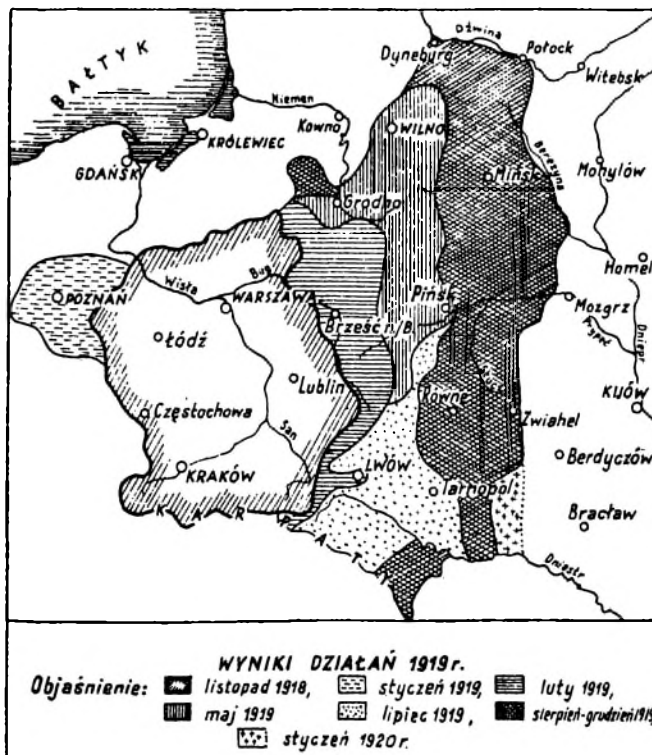 Dźwina
Dyneburg
Połock
Witebsk
BAŁTYK
Niemen
Kowno
WILNO
KRÓLEWIEC
GDAŃSK
Mińsk
Berezyna
Mohylów
Grodno
Homel
Wisła
Bug
POZNAŃ
WARSZAWA
Pińsk
Mozgrz
Brześć n/B.
Prypeć
Dniepr
Łódź
Lublin
Równe
KIJÓW
Częstochowa
Zwiahel
San
KRAKÓW
LWÓW
Berdyczów
Tarnopol
KARPATY
Bracław
Dniestr
WYNIKI DZIAŁAŃ 1919 r.
Objaśnienie: listopad 1918, styczeń 1919, luty 1919,
maj 1919 lipiec 1919, sierpień-grudzień 1919
styczeń 1920 r.